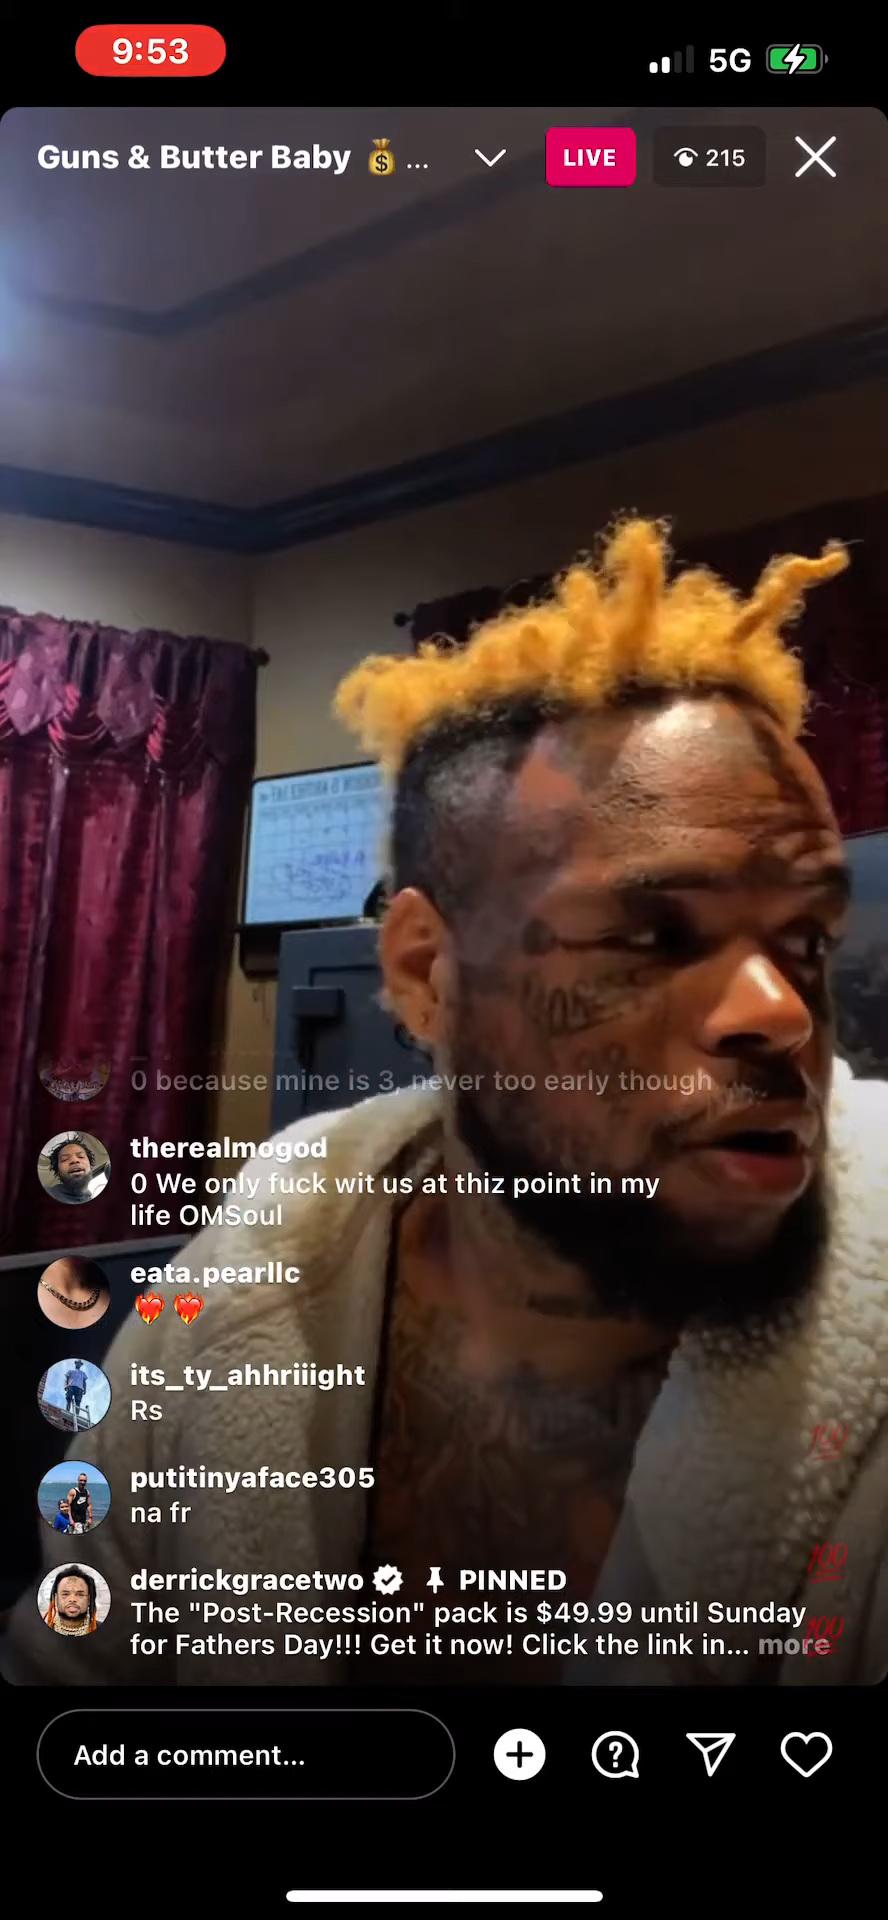 9:53
5G
Guns & Butter Baby 💰 ...
LIVE
215
0 because mine is 3, never too early though
therealmogod
0 We only fuck wit us at thiz point in my
life OMSoul
eata.pearllc
❤️‍🔥 ❤️‍🔥
its_ty_ahhriiight
Rs
putitinyaface305
na fr
derrickgracetwo PINNED
The "Post-Recession" pack is $49.99 until Sunday
for Fathers Day!!! Get it now! Click the link in... more
💯
💯
💯
Add a comment...